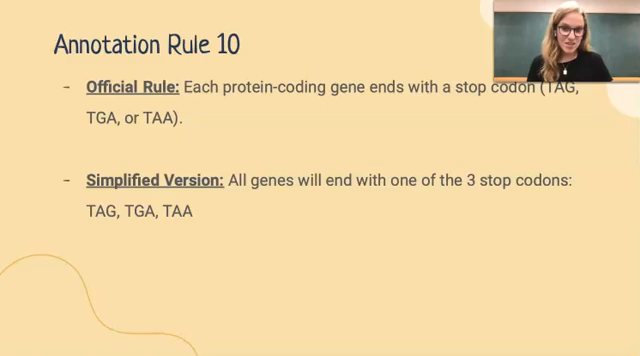 Annotation Rule 10
- Official Rule: Each protein-coding gene ends with a stop codon (TAG,
TGA, or TAA).
- Simplified Version: All genes will end with one of the 3 stop codons:
TAG, TGA, TAA